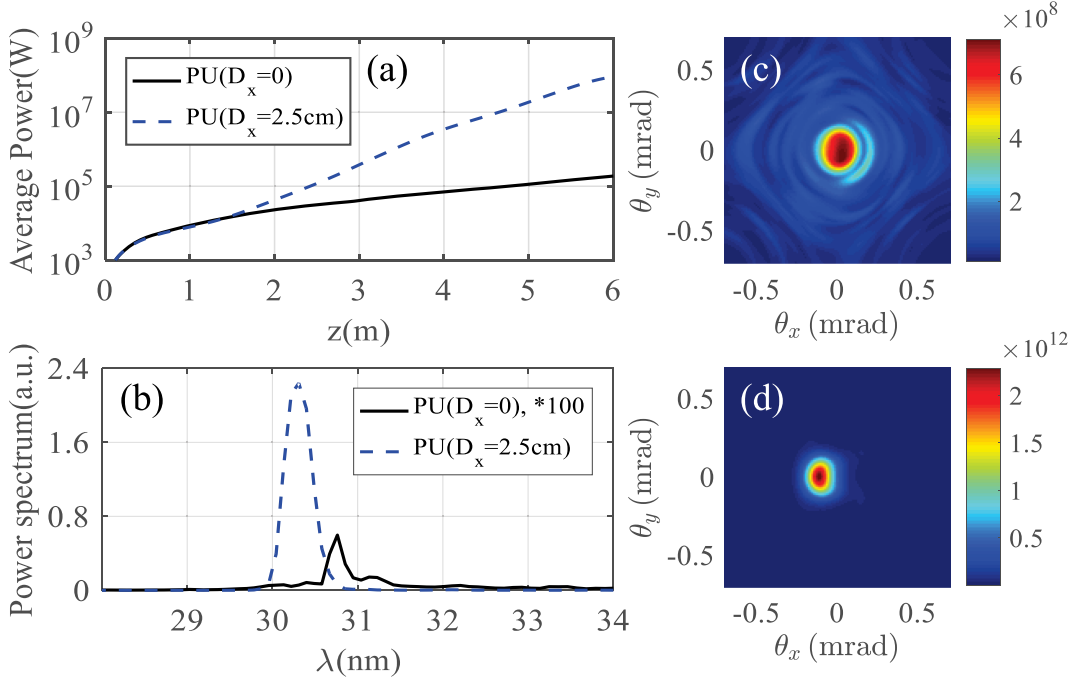 (a)
Average Power(W)
10^9
10^7
10^5
10^3
PU(D_x=0)
PU(D_x=2.5cm)
0 1 2 3 4 5 6
z(m)
(b)
Power spectrum(a.u.)
2.4
1.6
0.8
0
PU(D_x=0), *100
PU(D_x=2.5cm)
29 30 31 32 33 34
λ(nm)
(c)
θ_y (mrad)
0.5
0
-0.5
-0.5 0 0.5
θ_x (mrad)
×10^8
6
4
2
(d)
θ_y (mrad)
0.5
0
-0.5
-0.5 0 0.5
θ_x (mrad)
×10^12
2
1.5
1
0.5